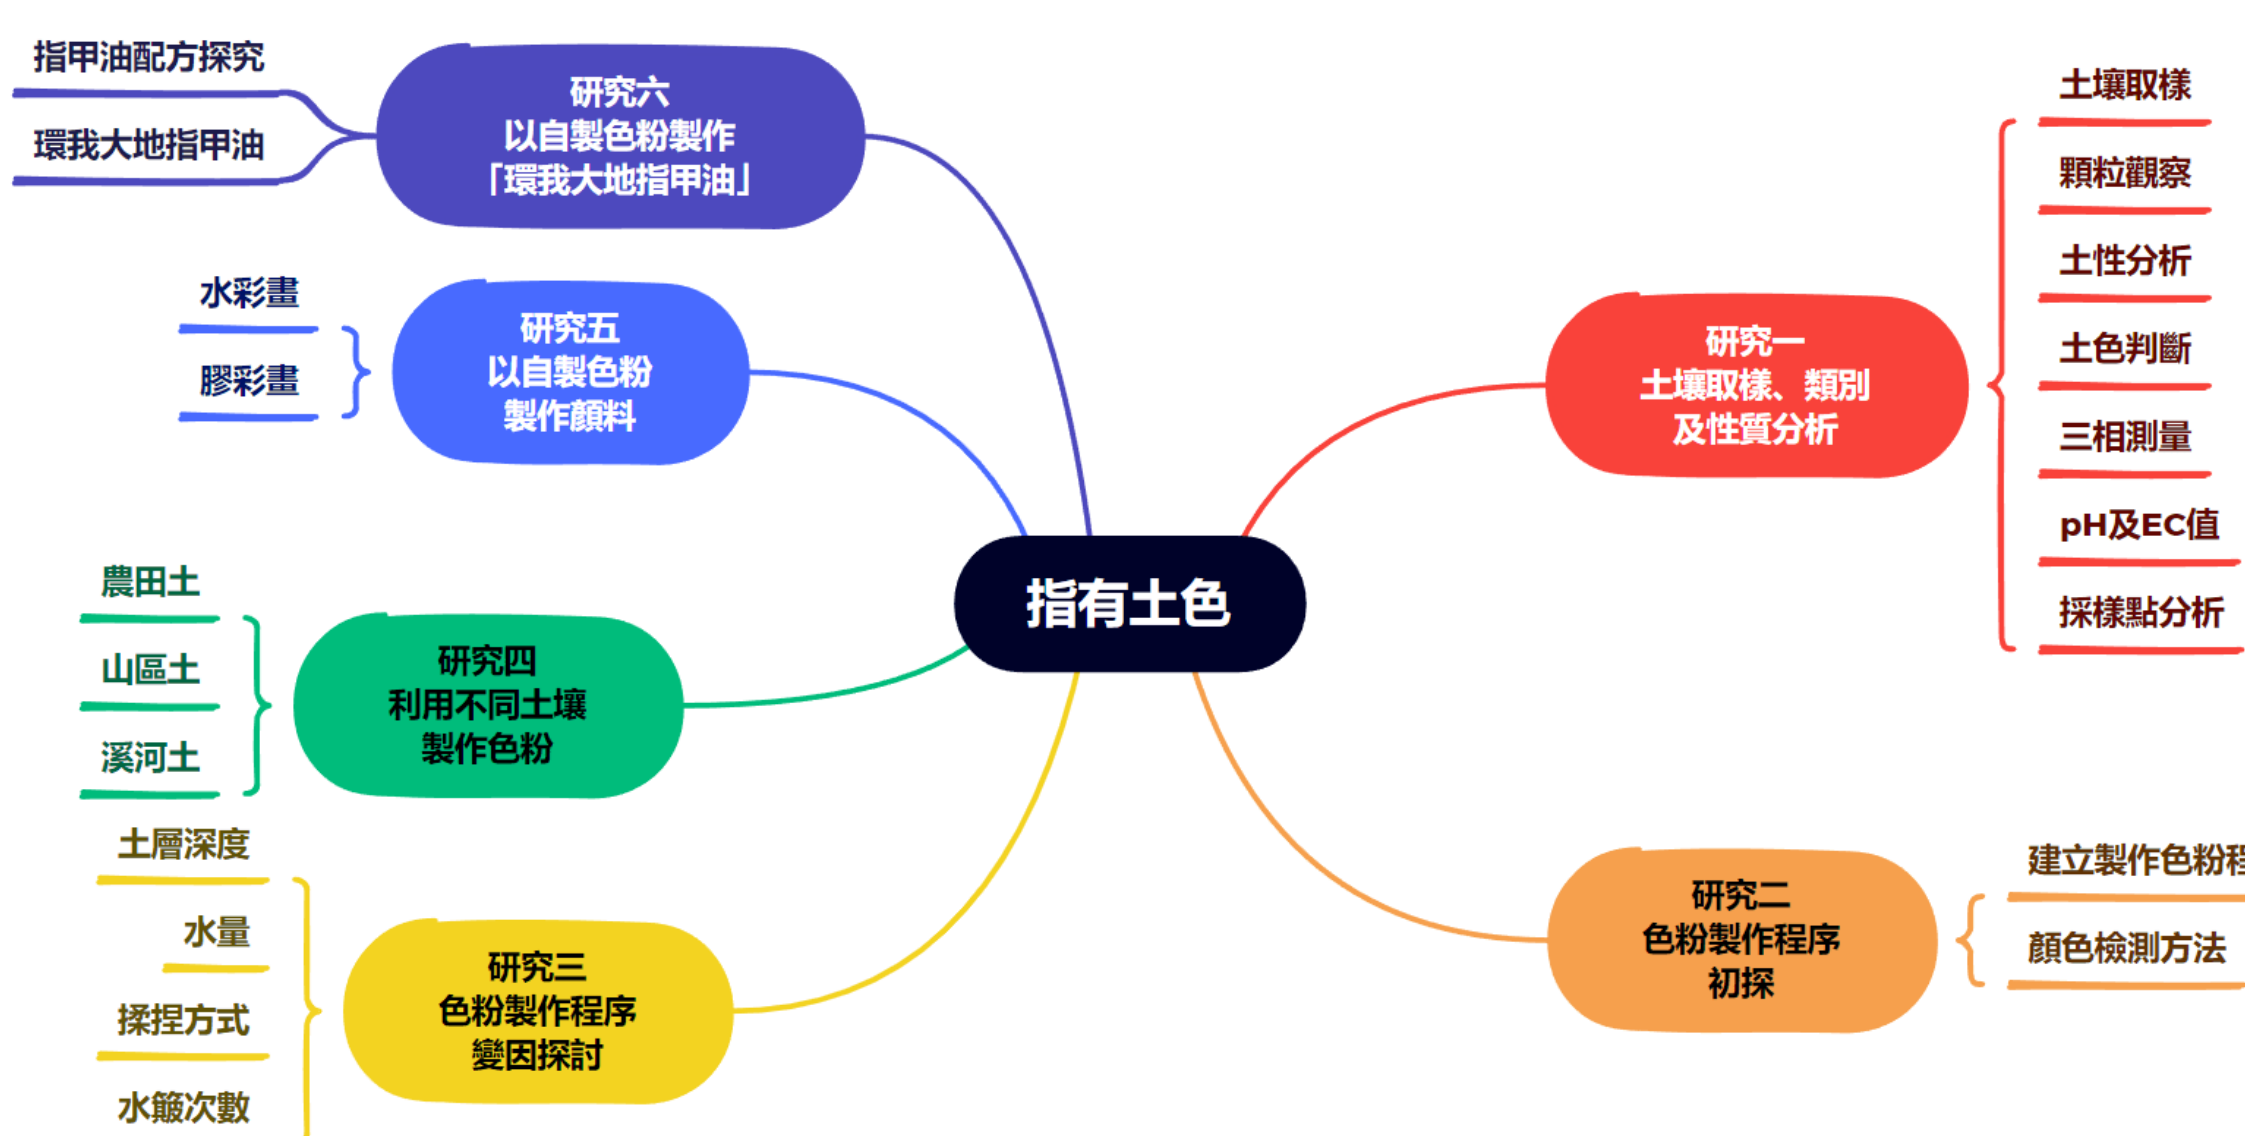 指有土色
研究一
土壤取樣、類別
及性質分析
土壤取樣
顆粒觀察
土性分析
土色判斷
三相測量
pH及EC值
採樣點分析
研究二
色粉製作程序
初探
建立製作色粉程
顏色檢測方法
研究三
色粉製作程序
變因探討
土層深度
水量
揉捏方式
水簸次數
研究四
利用不同土壤
製作色粉
農田土
山區土
溪河土
研究五
以自製色粉
製作顏料
水彩畫
膠彩畫
研究六
以自製色粉製作
「環我大地指甲油」
指甲油配方探究
環我大地指甲油